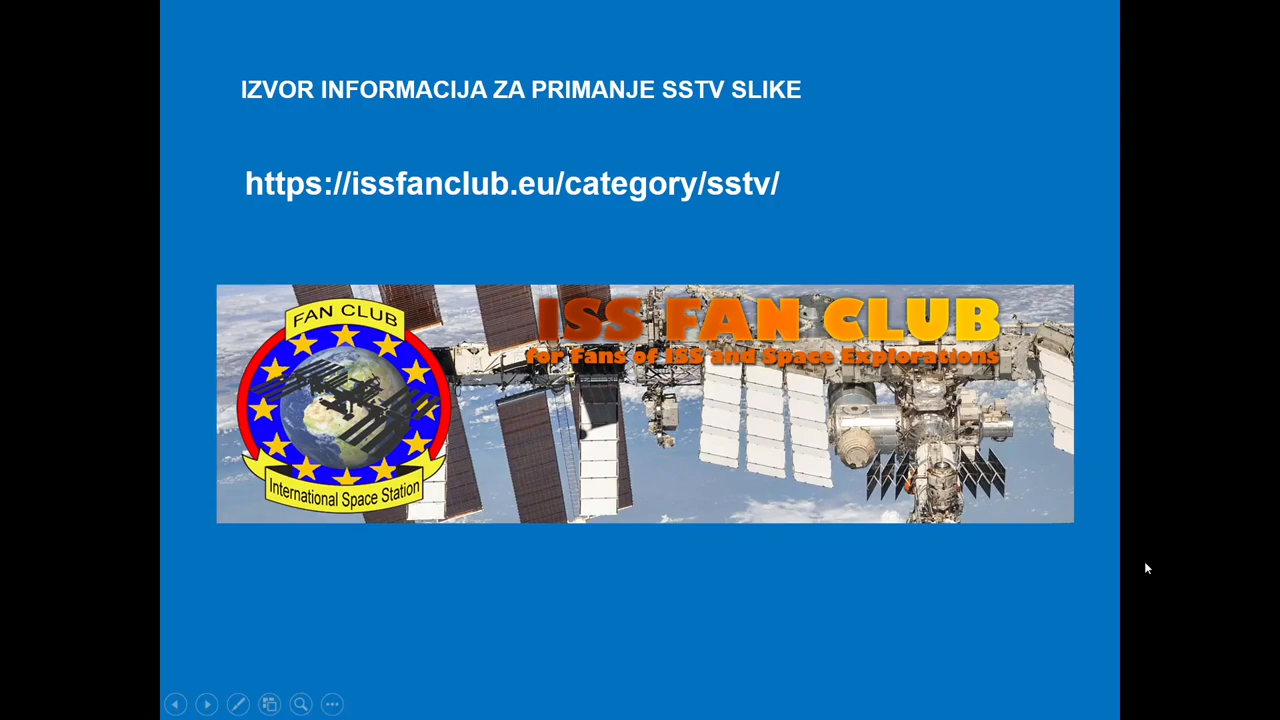 IZVOR INFORMACIJA ZA PRIMANJE SSTV SLIKE
https://issfanclub.eu/category/sstv/
FAN CLUB
International Space Station
ISS FAN CLUB
for Fans of ISS and Space Explorations